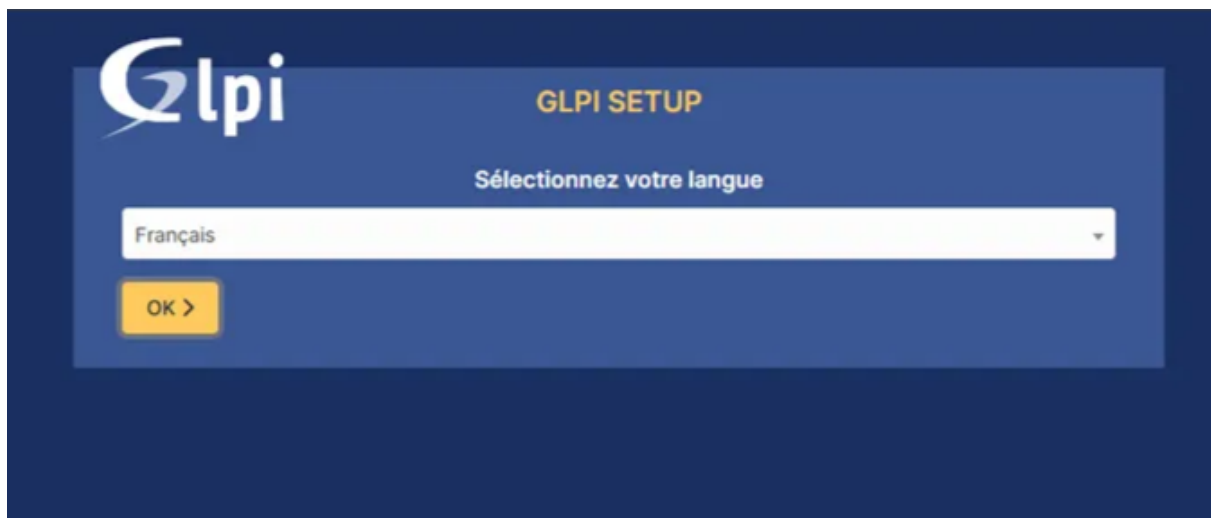 Glpi
GLPI SETUP
Sélectionnez votre langue
Français
OK >